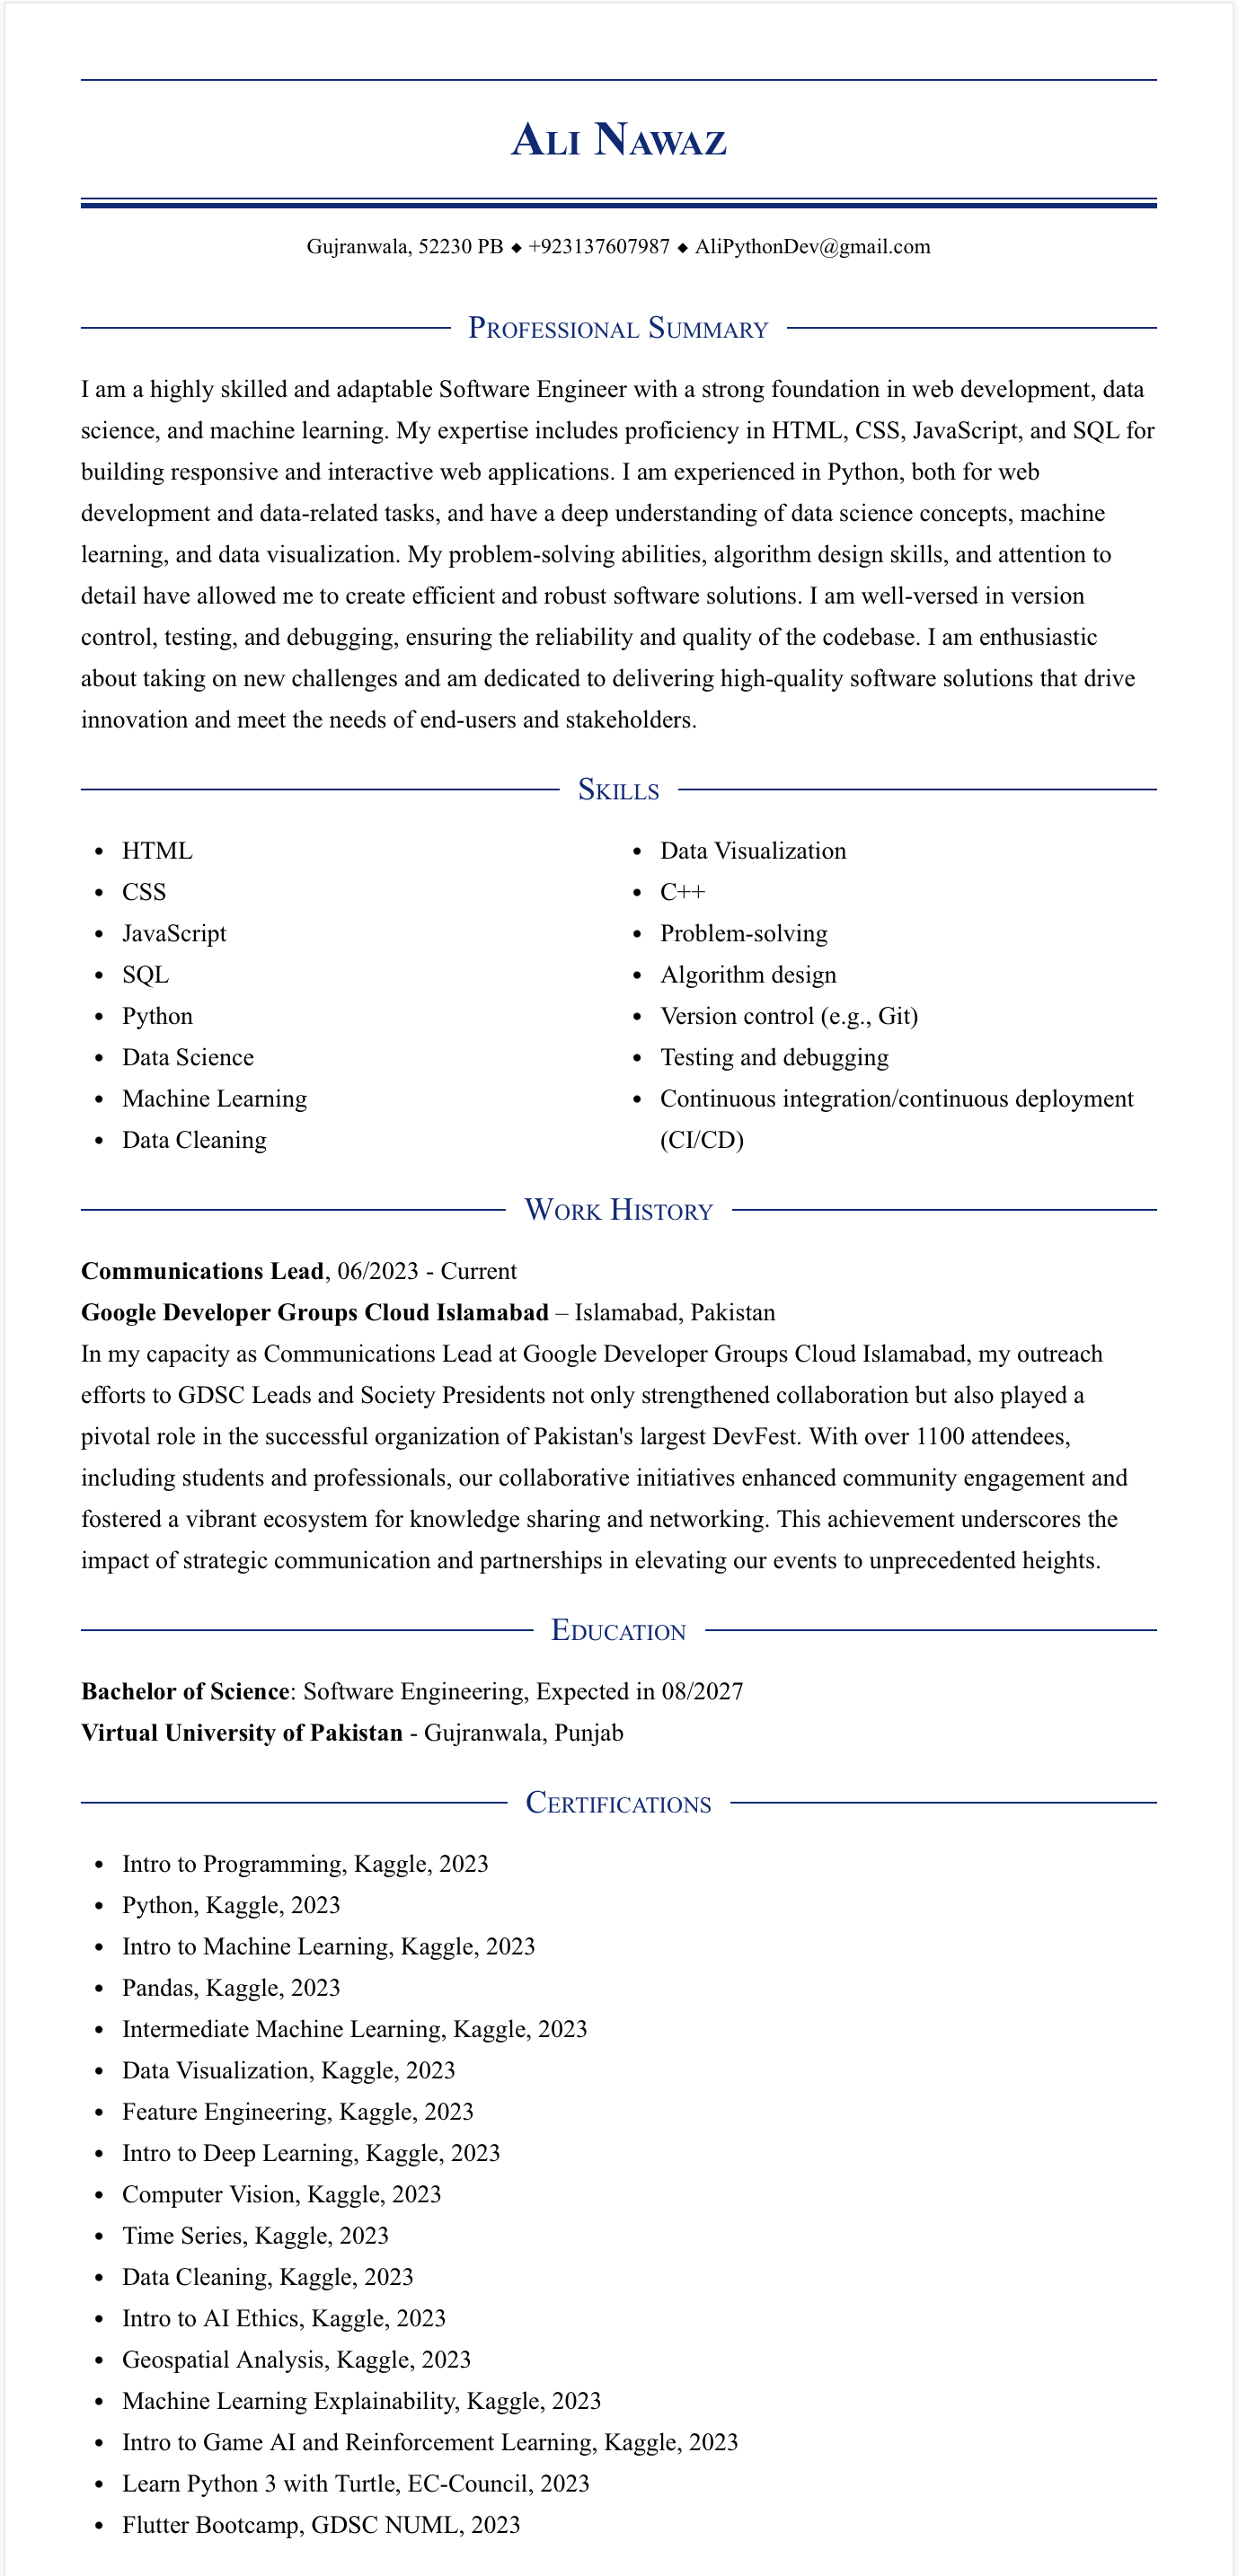 Ali Nawaz
Gujranwala, 52230 PB ◆ +923137607987 ◆ AliPythonDev@gmail.com
Professional Summary
I am a highly skilled and adaptable Software Engineer with a strong foundation in web development, data
science, and machine learning. My expertise includes proficiency in HTML, CSS, JavaScript, and SQL for
building responsive and interactive web applications. I am experienced in Python, both for web
development and data-related tasks, and have a deep understanding of data science concepts, machine
learning, and data visualization. My problem-solving abilities, algorithm design skills, and attention to
detail have allowed me to create efficient and robust software solutions. I am well-versed in version
control, testing, and debugging, ensuring the reliability and quality of the codebase. I am enthusiastic
about taking on new challenges and am dedicated to delivering high-quality software solutions that drive
innovation and meet the needs of end-users and stakeholders.
Skills
• HTML
• CSS
• JavaScript
• SQL
• Python
• Data Science
• Machine Learning
• Data Cleaning
• Data Visualization
• C++
• Problem-solving
• Algorithm design
• Version control (e.g., Git)
• Testing and debugging
• Continuous integration/continuous deployment
(CI/CD)
Work History
Communications Lead, 06/2023 - Current
Google Developer Groups Cloud Islamabad – Islamabad, Pakistan
In my capacity as Communications Lead at Google Developer Groups Cloud Islamabad, my outreach
efforts to GDSC Leads and Society Presidents not only strengthened collaboration but also played a
pivotal role in the successful organization of Pakistan's largest DevFest. With over 1100 attendees,
including students and professionals, our collaborative initiatives enhanced community engagement and
fostered a vibrant ecosystem for knowledge sharing and networking. This achievement underscores the
impact of strategic communication and partnerships in elevating our events to unprecedented heights.
Education
Bachelor of Science: Software Engineering, Expected in 08/2027
Virtual University of Pakistan - Gujranwala, Punjab
Certifications
• Intro to Programming, Kaggle, 2023
• Python, Kaggle, 2023
• Intro to Machine Learning, Kaggle, 2023
• Pandas, Kaggle, 2023
• Intermediate Machine Learning, Kaggle, 2023
• Data Visualization, Kaggle, 2023
• Feature Engineering, Kaggle, 2023
• Intro to Deep Learning, Kaggle, 2023
• Computer Vision, Kaggle, 2023
• Time Series, Kaggle, 2023
• Data Cleaning, Kaggle, 2023
• Intro to AI Ethics, Kaggle, 2023
• Geospatial Analysis, Kaggle, 2023
• Machine Learning Explainability, Kaggle, 2023
• Intro to Game AI and Reinforcement Learning, Kaggle, 2023
• Learn Python 3 with Turtle, EC-Council, 2023
• Flutter Bootcamp, GDSC NUML, 2023